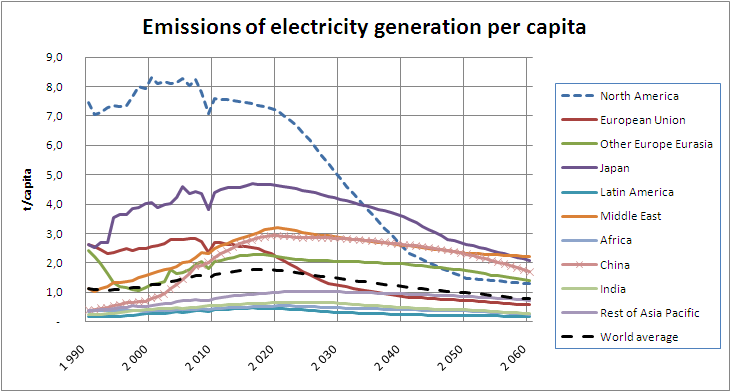 Emissions of electricity generation per capita
9,0
8,0
7,0
6,0
5,0
4,0
3,0
2,0
1,0
-
t/capita
1 990
2 000
2 010
2 020
2 030
2 040
2 050
2 060
North America
European Union
Other Europe Eurasia
Japan
Latin America
Middle East
Africa
China
India
Rest of Asia Pacific
World average